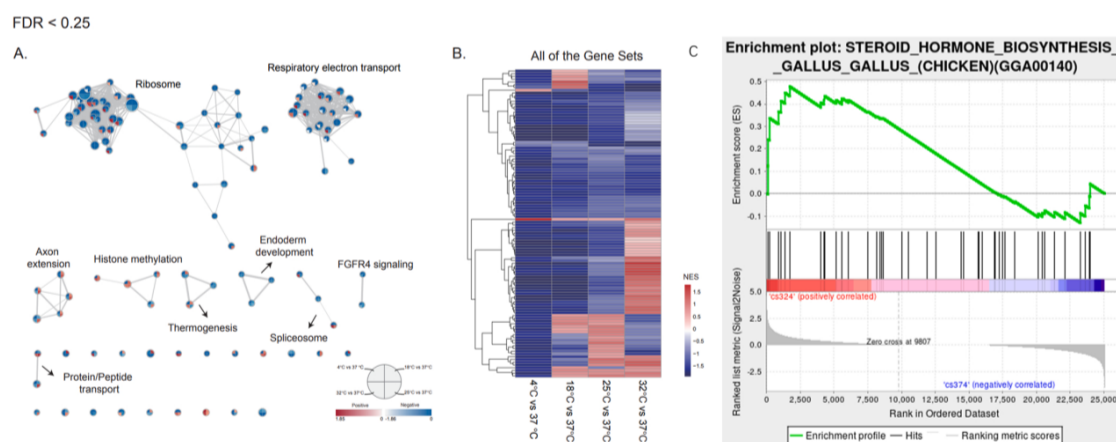 FDR < 0.25
A.
Ribosome
Respiratory electron transport
Axon extension
Histone methylation
Endoderm development
FGFR4 signaling
Thermogenesis
Spliceosome
Protein/Peptide transport
4°C vs 37 °C
18°C vs 37°C
32°C vs 37°C
25°C vs 37°C
Positive
Negative
1.85
0
-1.86
B.
All of the Gene Sets
NES
1.5
1
0.5
0
−0.5
−1
−1.5
4°C vs 37 °C
18°C vs 37°C
25°C vs 37°C
32°C vs 37°C
C
Enrichment plot: STEROID_HORMONE_BIOSYNTHESIS_
_GALLUS_GALLUS_(CHICKEN)(GGA00140)
Enrichment score (ES)
0.5
0.4
0.3
0.2
0.1
0.0
-0.1
'cs324' (positively correlated)
Ranked list metric (Signal2Noise)
5.0
2.5
0.0
-2.5
Zero cross at 9807
'cs374' (negatively correlated)
0
2,500
5,000
7,500
10,000
12,500
15,000
17,500
20,000
22,500
25,000
Rank in Ordered Dataset
Enrichment profile
Hits
Ranking metric scores